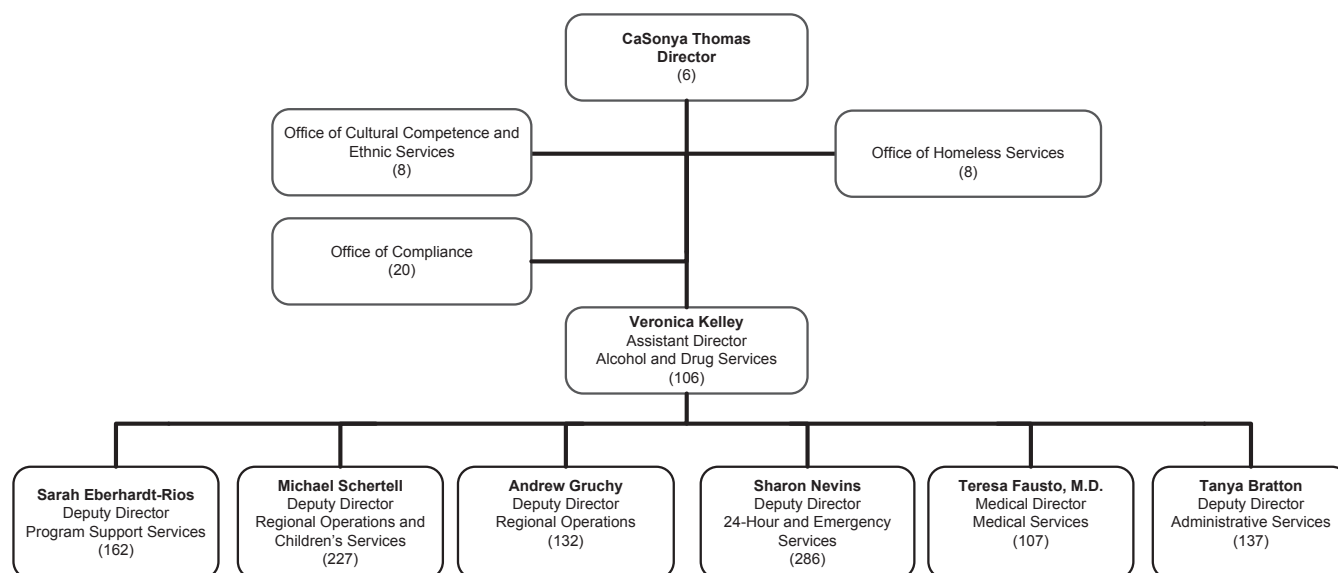 CaSonya Thomas
Director
(6)
Office of Cultural Competence and
Ethnic Services
(8)
Office of Homeless Services
(8)
Office of Compliance
(20)
Veronica Kelley
Assistant Director
Alcohol and Drug Services
(106)
Sarah Eberhardt-Rios
Deputy Director
Program Support Services
(162)
Michael Schertell
Deputy Director
Regional Operations and
Children’s Services
(227)
Andrew Gruchy
Deputy Director
Regional Operations
(132)
Sharon Nevins
Deputy Director
24-Hour and Emergency
Services
(286)
Teresa Fausto, M.D.
Medical Director
Medical Services
(107)
Tanya Bratton
Deputy Director
Administrative Services
(137)